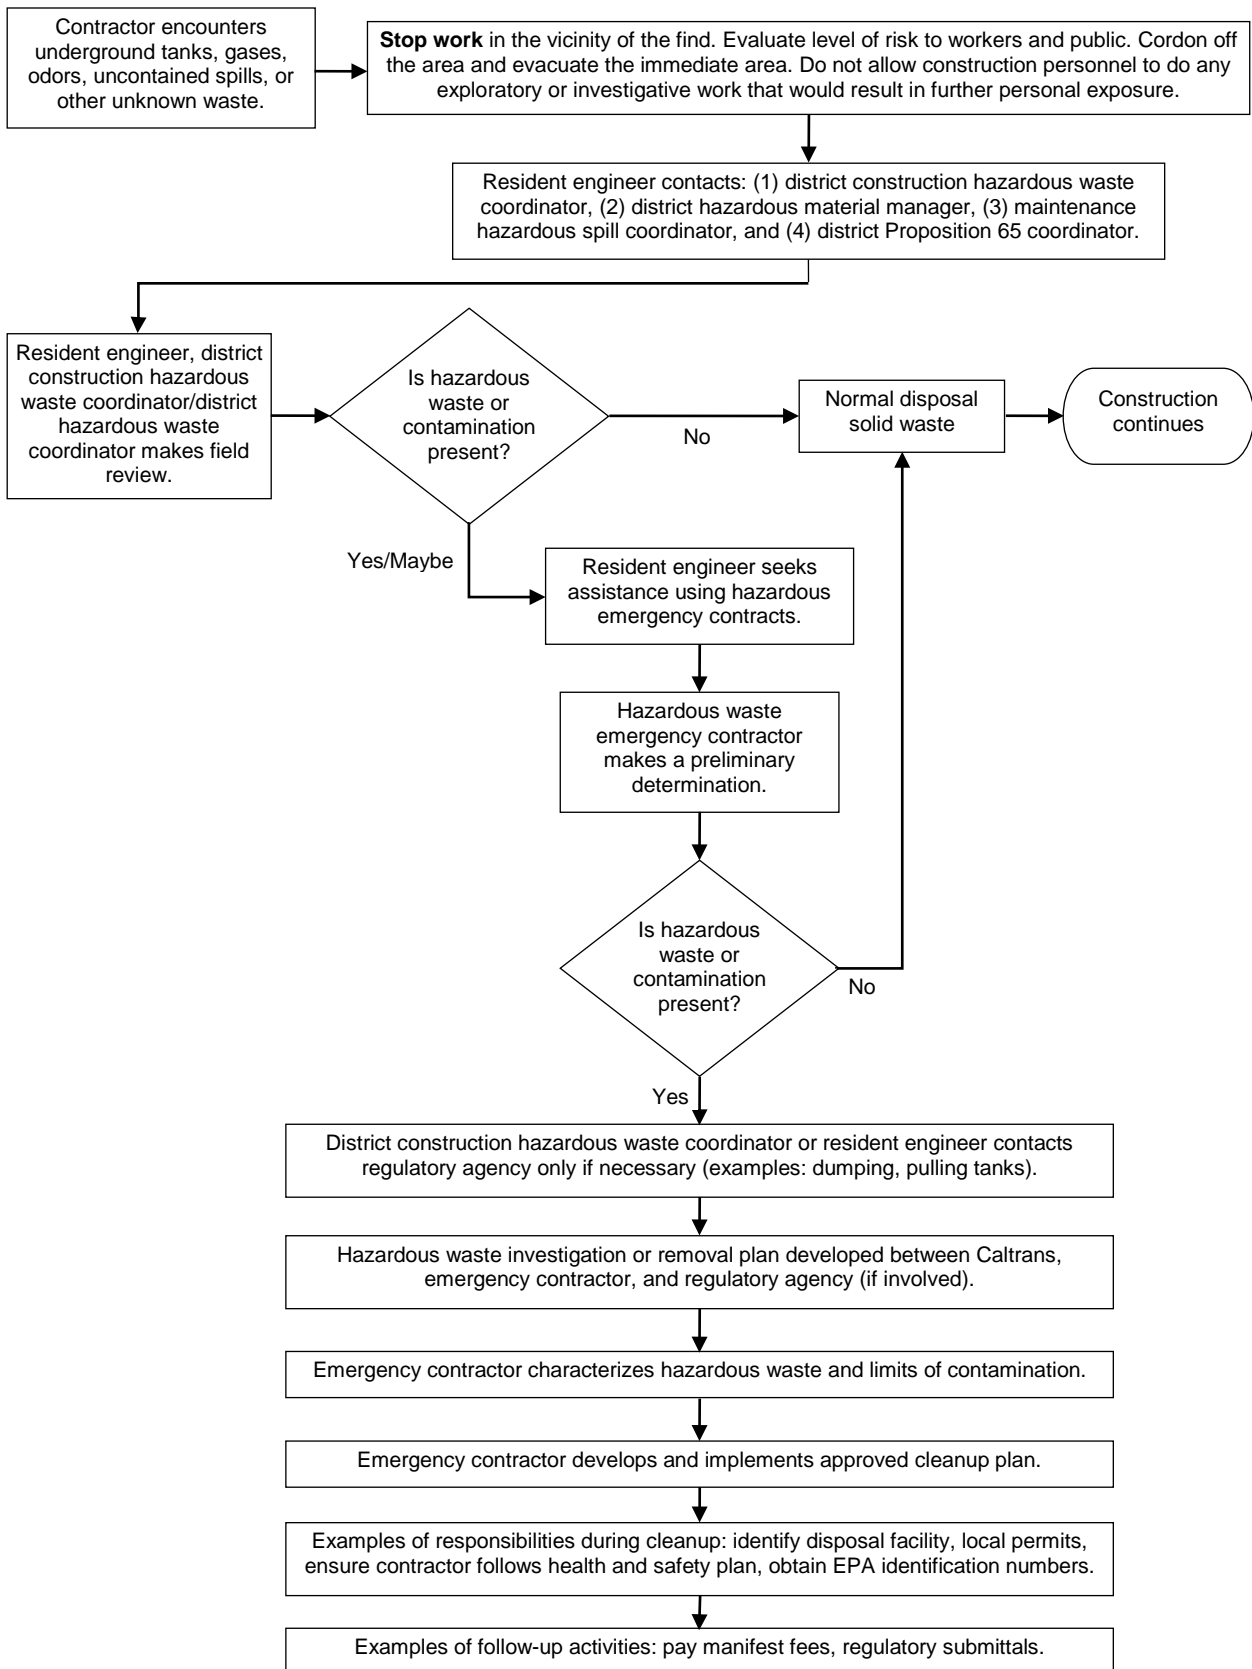 Contractor encounters
underground tanks, gases,
odors, uncontained spills, or
other unknown waste.
Stop work in the vicinity of the find. Evaluate level of risk to workers and public. Cordon off
the area and evacuate the immediate area. Do not allow construction personnel to do any
exploratory or investigative work that would result in further personal exposure.
Resident engineer contacts: (1) district construction hazardous waste
coordinator, (2) district hazardous material manager, (3) maintenance
hazardous spill coordinator, and (4) district Proposition 65 coordinator.
Resident engineer, district
construction hazardous
waste coordinator/district
hazardous waste
coordinator makes field
review.
Is hazardous
waste or
contamination
present?
No
Normal disposal
solid waste
Construction
continues
Yes/Maybe
Resident engineer seeks
assistance using hazardous
emergency contracts.
Hazardous waste
emergency contractor
makes a preliminary
determination.
Is hazardous
waste or
contamination
present?
No
Yes
District construction hazardous waste coordinator or resident engineer contacts
regulatory agency only if necessary (examples: dumping, pulling tanks).
Hazardous waste investigation or removal plan developed between Caltrans,
emergency contractor, and regulatory agency (if involved).
Emergency contractor characterizes hazardous waste and limits of contamination.
Emergency contractor develops and implements approved cleanup plan.
Examples of responsibilities during cleanup: identify disposal facility, local permits,
ensure contractor follows health and safety plan, obtain EPA identification numbers.
Examples of follow-up activities: pay manifest fees, regulatory submittals.